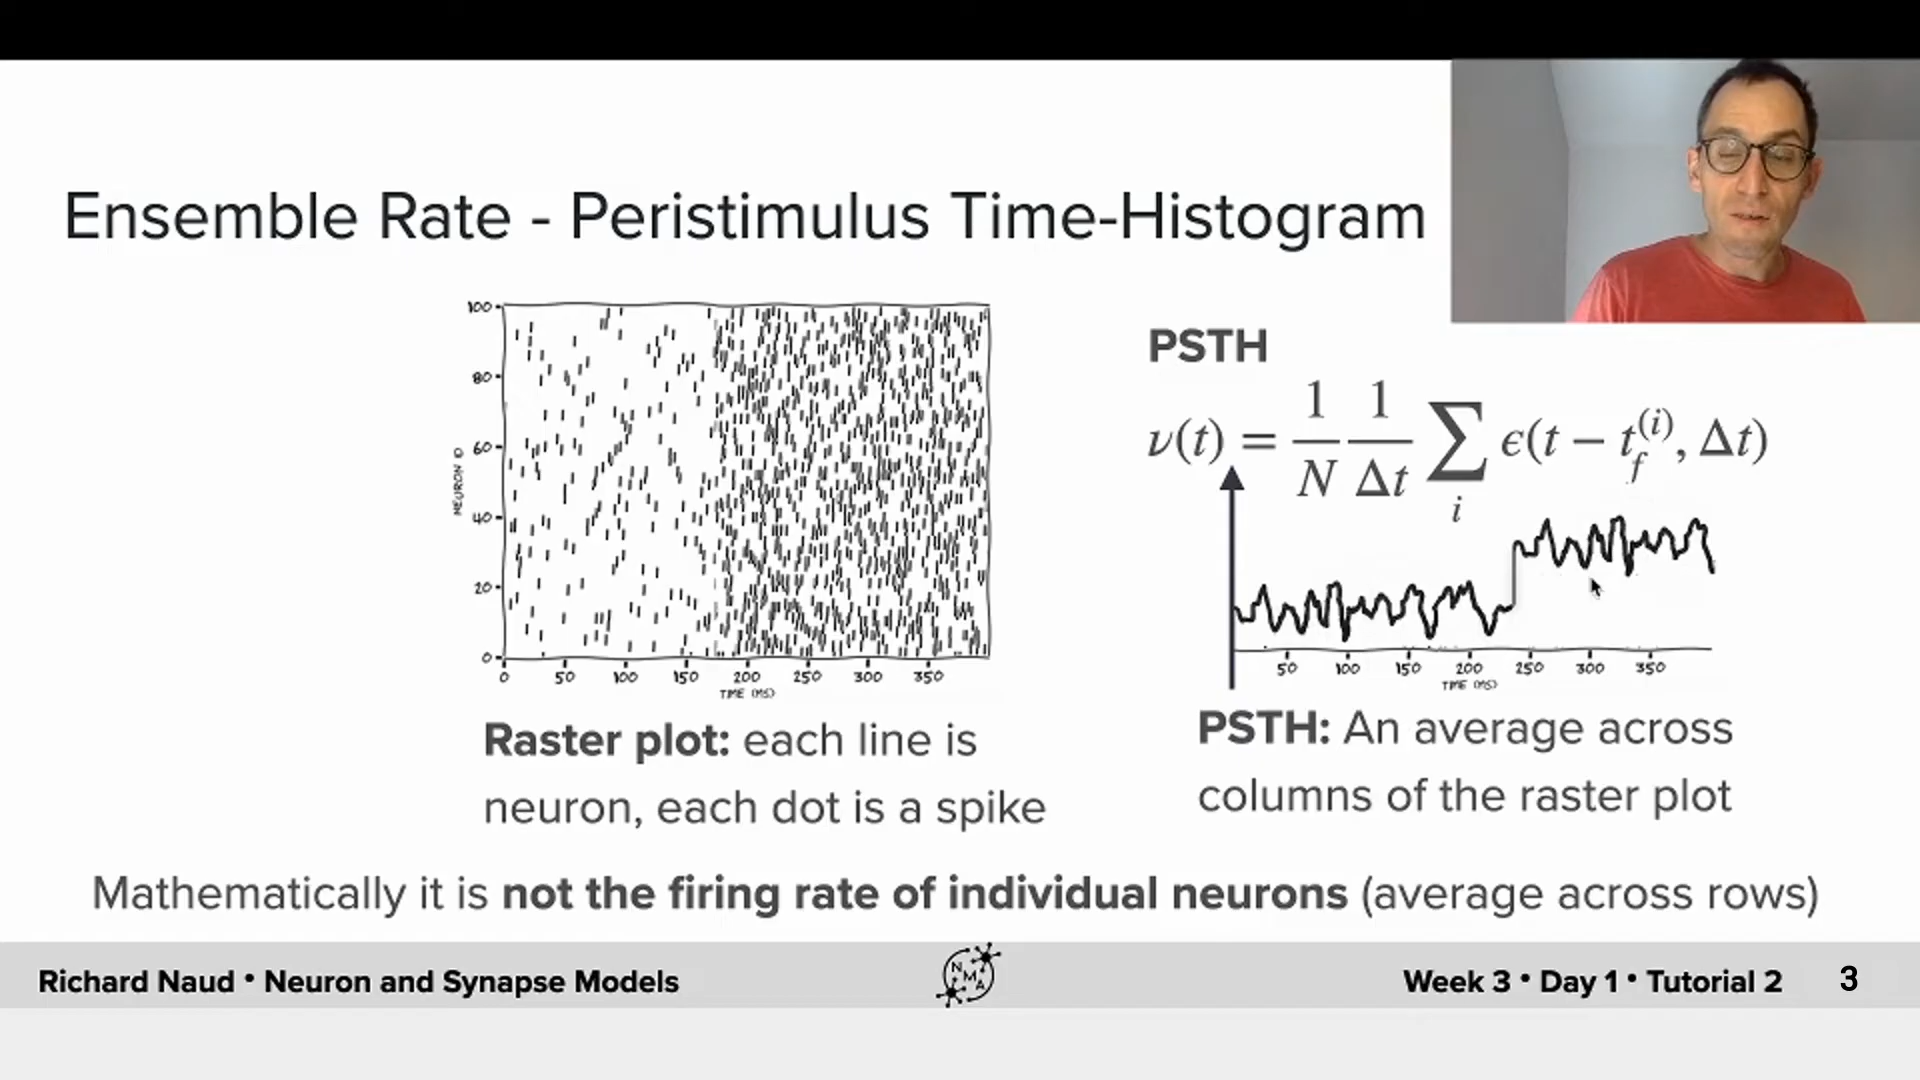 Ensemble Rate - Peristimulus Time-Histogram
100
80
60
40
20
0
NEURON ID
0 50 100 150 200 250 300 350
TIME (MS)
Raster plot: each line is
neuron, each dot is a spike
PSTH
ν(t) = 1/N 1/Δt ∑_i ϵ(t − t_f^(i), Δt)
50 100 150 200 250 300 350
TIME (MS)
PSTH: An average across
columns of the raster plot
Mathematically it is not the firing rate of individual neurons (average across rows)
Richard Naud • Neuron and Synapse Models
N M A
Week 3 • Day 1 • Tutorial 2 3